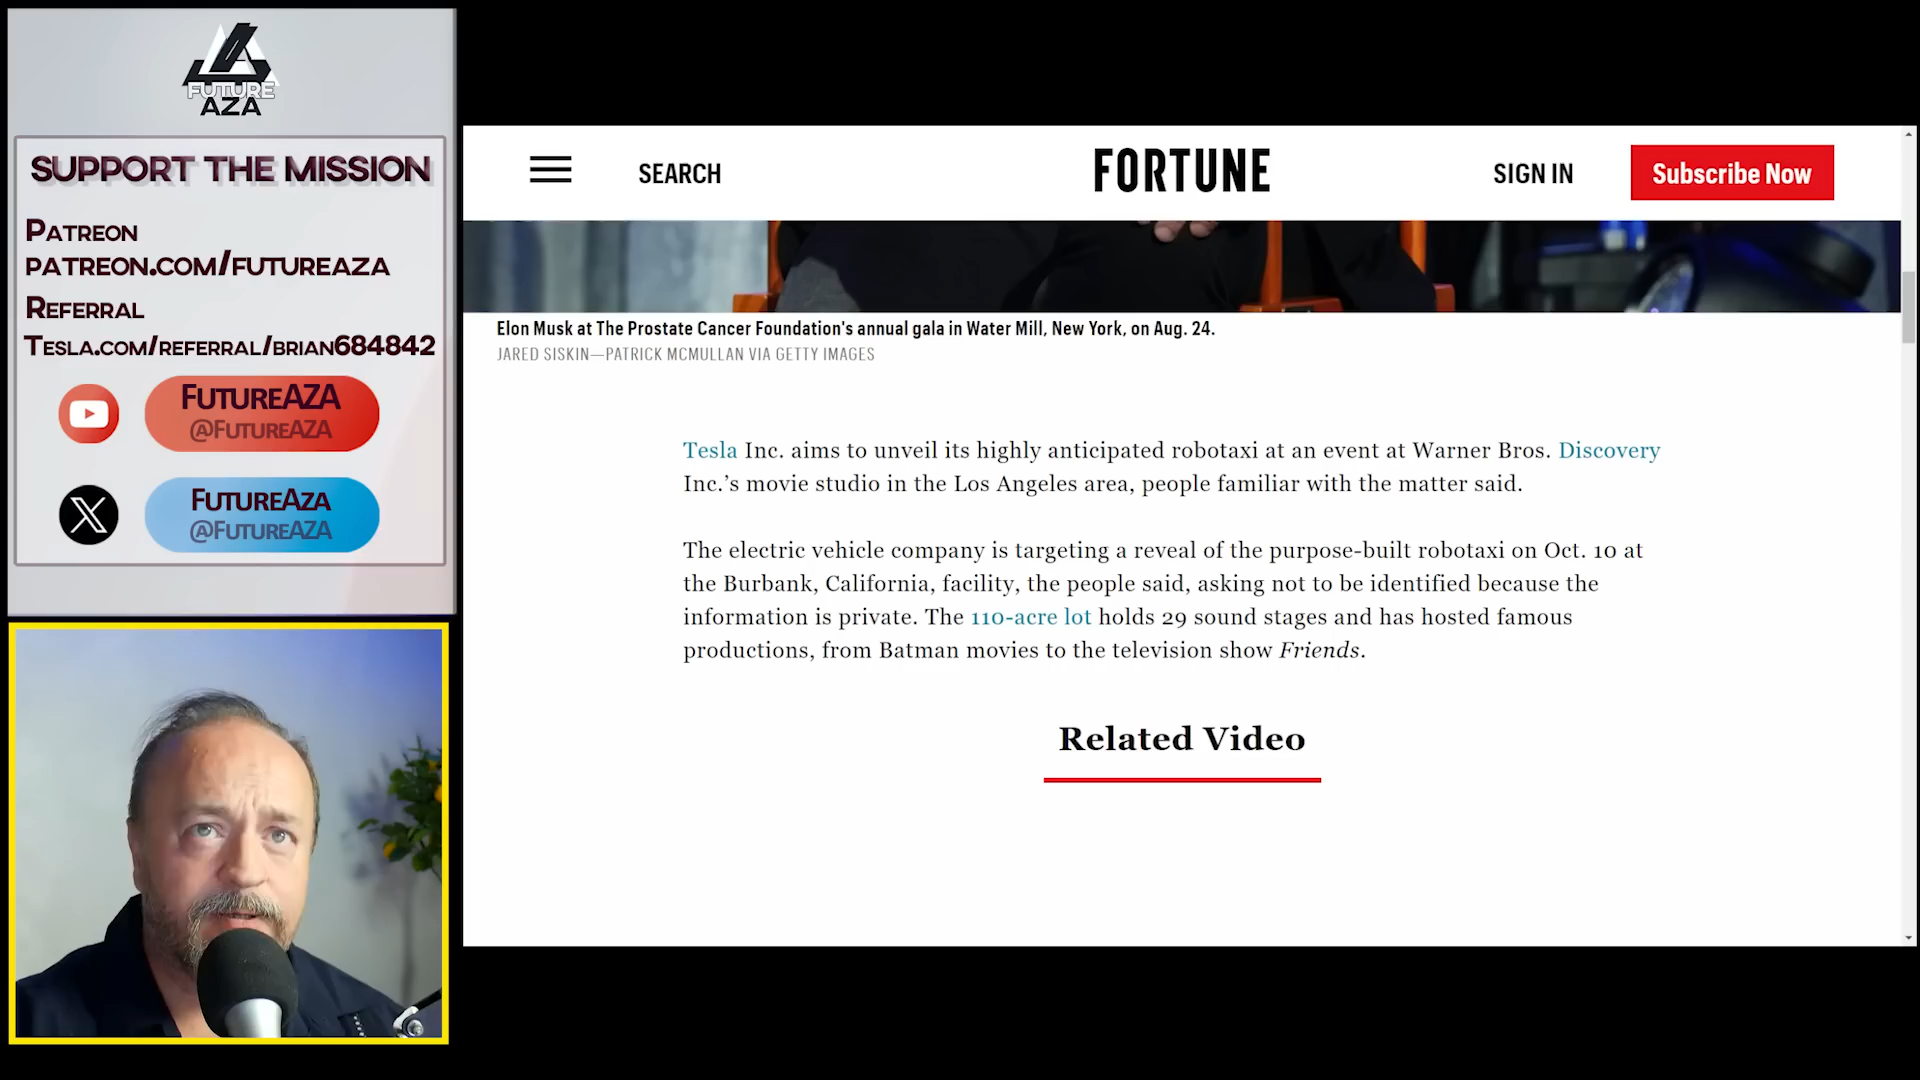 FUTURE
AZA
SUPPORT THE MISSION
PATREON
PATREON.COM/FUTUREAZA
REFERRAL
TESLA.COM/REFERRAL/BRIAN684842
FUTUREAZA
@FUTUREAZA
FUTUREAZA
@FUTUREAZA
SEARCH
FORTUNE
SIGN IN
Subscribe Now
Elon Musk at The Prostate Cancer Foundation's annual gala in Water Mill, New York, on Aug. 24.
JARED SISKIN—PATRICK MCMULLAN VIA GETTY IMAGES
Tesla Inc. aims to unveil its highly anticipated robotaxi at an event at Warner Bros. Discovery
Inc.’s movie studio in the Los Angeles area, people familiar with the matter said.
The electric vehicle company is targeting a reveal of the purpose-built robotaxi on Oct. 10 at
the Burbank, California, facility, the people said, asking not to be identified because the
information is private. The 110-acre lot holds 29 sound stages and has hosted famous
productions, from Batman movies to the television show Friends.
Related Video